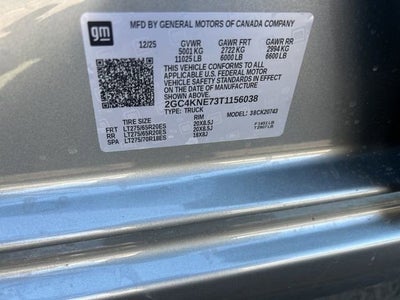 gm
MFD BY GENERAL MOTORS OF CANADA COMPANY
12/25 GVWR GAWR FRT GAWR RR
5001 KG 2722 KG 2994 KG
11025 LB 6000 LB 6600 LB
THIS VEHICLE CONFORMS TO ALL
APPLICABLE U.S. FEDERAL MOTOR
VEHICLE SAFETY STANDARDS IN EFFECT
ON THE DATE OF MANUFACTURE
SHOWN ABOVE.
2GC4KNE73T1156038
TYPE: TRUCK MODEL: 38CK20743
TIRE RIM
FRT LT275/65R20ES 20X8.5J
RR LT275/65R20ES 20X8.5J
SPA LT275/70R18ES 18X8J